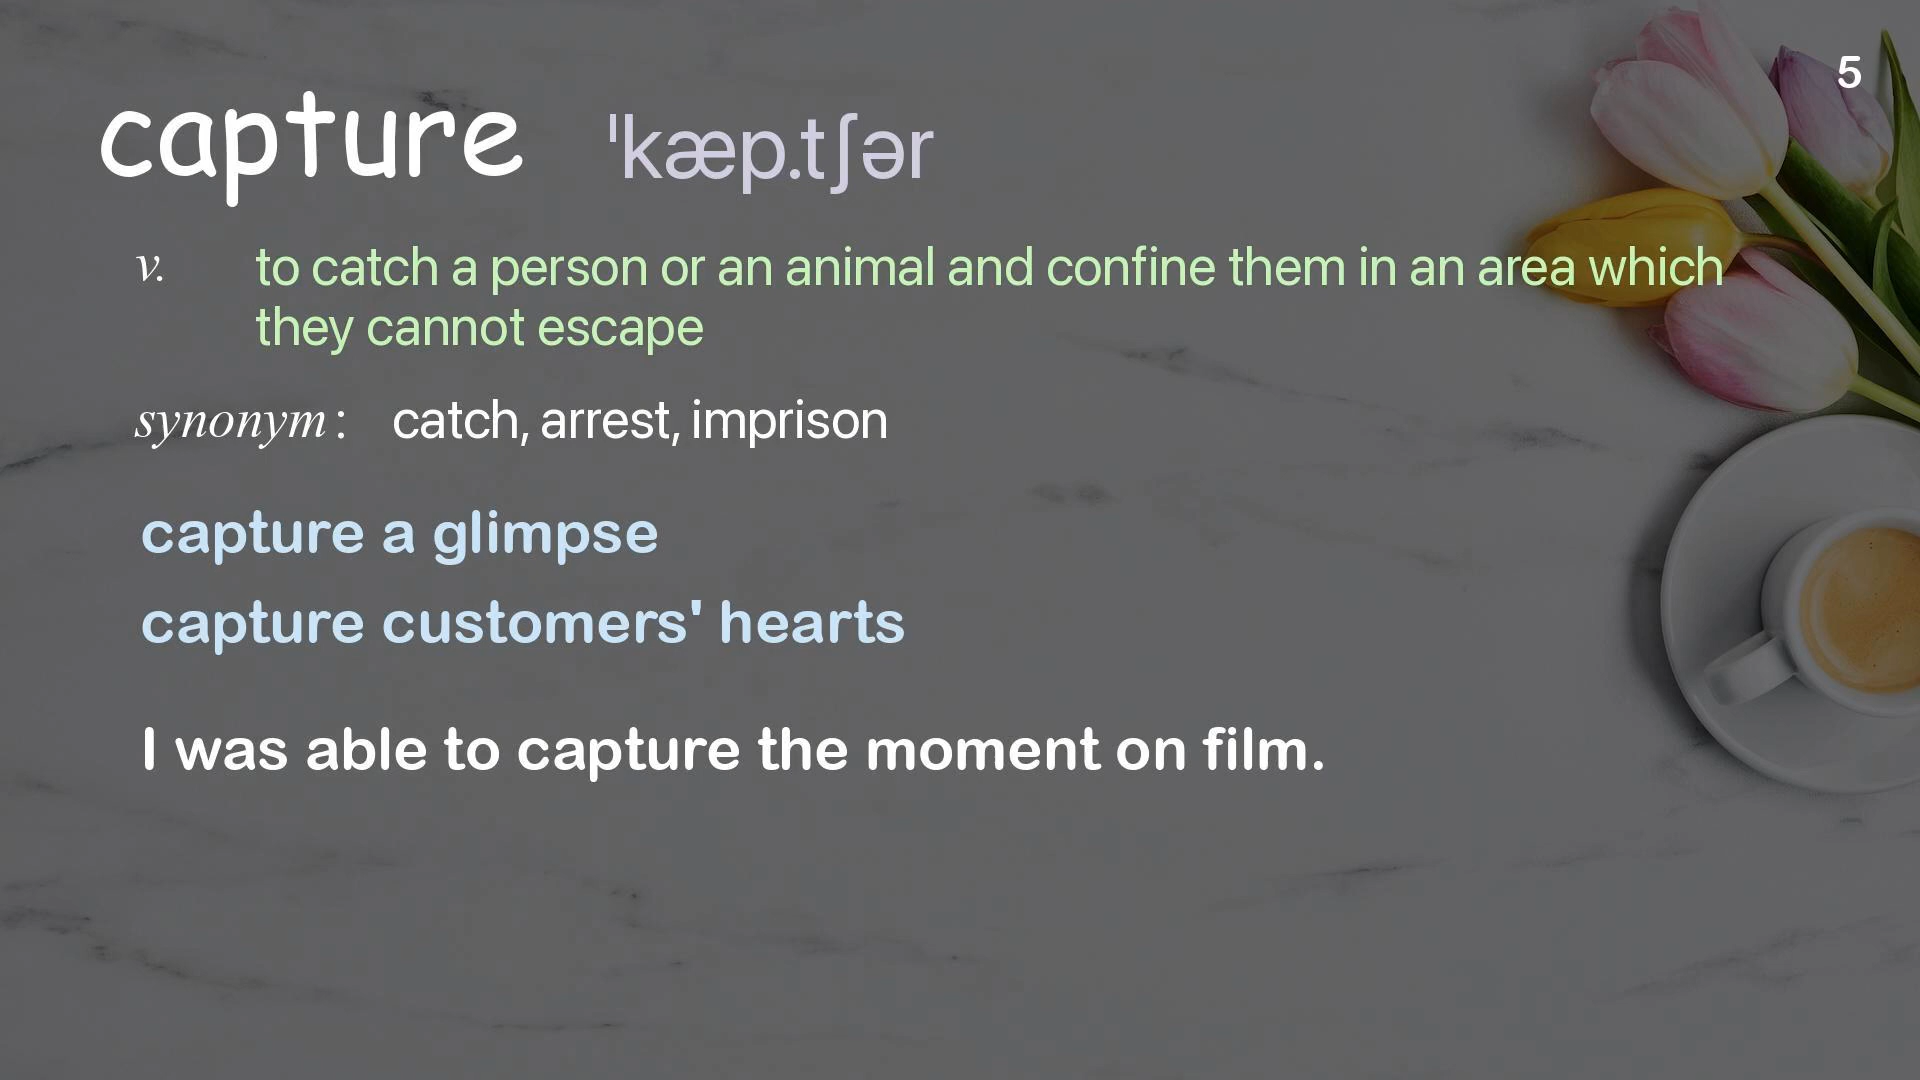 5
capture ˈkæp.tʃər
v. to catch a person or an animal and confine them in an area which
they cannot escape
synonym: catch, arrest, imprison
capture a glimpse
capture customers' hearts
I was able to capture the moment on film.